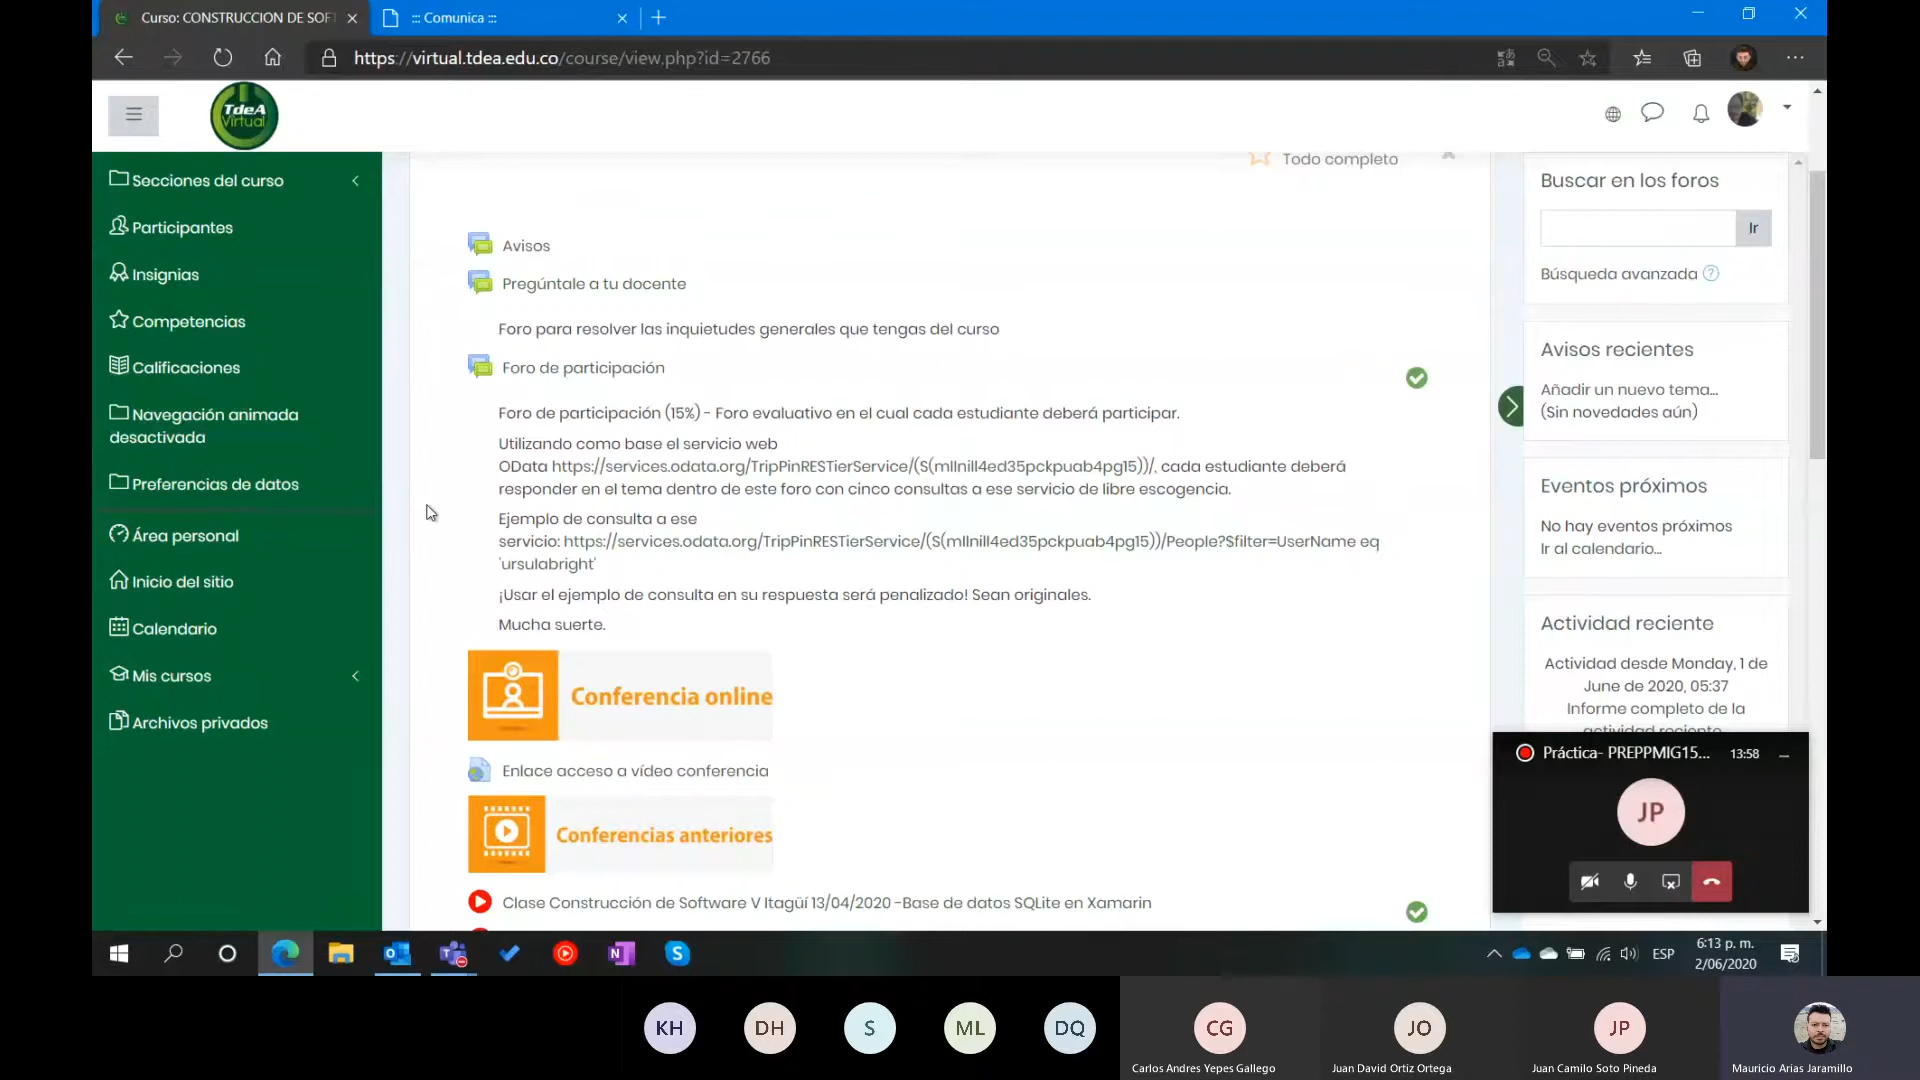 Curso: CONSTRUCCION DE SOF
::: Comunica :::
https://virtual.tdea.edu.co/course/view.php?id=2766
TdeA
Virtual
Secciones del curso
Participantes
Insignias
Competencias
Calificaciones
Navegación animada
desactivada
Preferencias de datos
Área personal
Inicio del sitio
Calendario
Mis cursos
Archivos privados
Todo completo
Avisos
Pregúntale a tu docente
Foro para resolver las inquietudes generales que tengas del curso
Foro de participación
Foro de participación (15%) - Foro evaluativo en el cual cada estudiante deberá participar.
Utilizando como base el servicio web
OData https://services.odata.org/TripPinRESTierService/(S(mllnill4ed35pckpuab4pg15))/, cada estudiante deberá
responder en el tema dentro de este foro con cinco consultas a ese servicio de libre escogencia.
Ejemplo de consulta a ese
servicio: https://services.odata.org/TripPinRESTierService/(S(mllnill4ed35pckpuab4pg15))/People?$filter=UserName eq
'ursulabright'
¡Usar el ejemplo de consulta en su respuesta será penalizado! Sean originales.
Mucha suerte.
Conferencia online
Enlace acceso a vídeo conferencia
Conferencias anteriores
Clase Construcción de Software V Itagüí 13/04/2020 -Base de datos SQLite en Xamarin
Buscar en los foros
Ir
Búsqueda avanzada
Avisos recientes
Añadir un nuevo tema...
(Sin novedades aún)
Eventos próximos
No hay eventos próximos
Ir al calendario...
Actividad reciente
Actividad desde Monday, 1 de
June de 2020, 05:37
Informe completo de la
actividad reciente
Práctica- PREPPMIG15... 13:58
JP
ESP
6:13 p. m.
2/06/2020
KH
DH
S
ML
DQ
CG
Carlos Andres Yepes Gallego
JO
Juan David Ortiz Ortega
JP
Juan Camilo Soto Pineda
Mauricio Arias Jaramillo